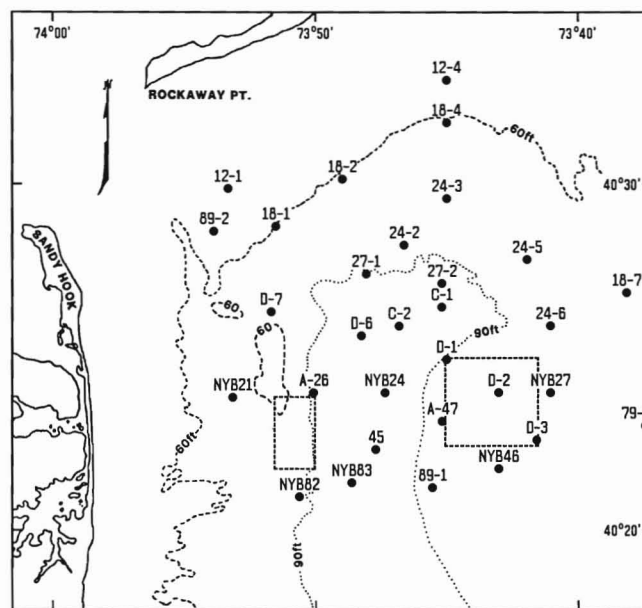 74°00'
73°50'
73°40'
12-4
ROCKAWAY PT.
18-4
60ft
18-2
40°30'
12-1
24-3
89-2
18-1
24-2
SANDY HOOK
24-5
27-1
27-2
18-7
60
D-7
C-1
C-2
24-6
60
D-6
90ft
D-1
NYB21
A-26
NYB24
D-2
NYB27
A-47
79-
D-3
60ft
45
NYB46
NYB82
NYB83
89-1
40°20'
90ft